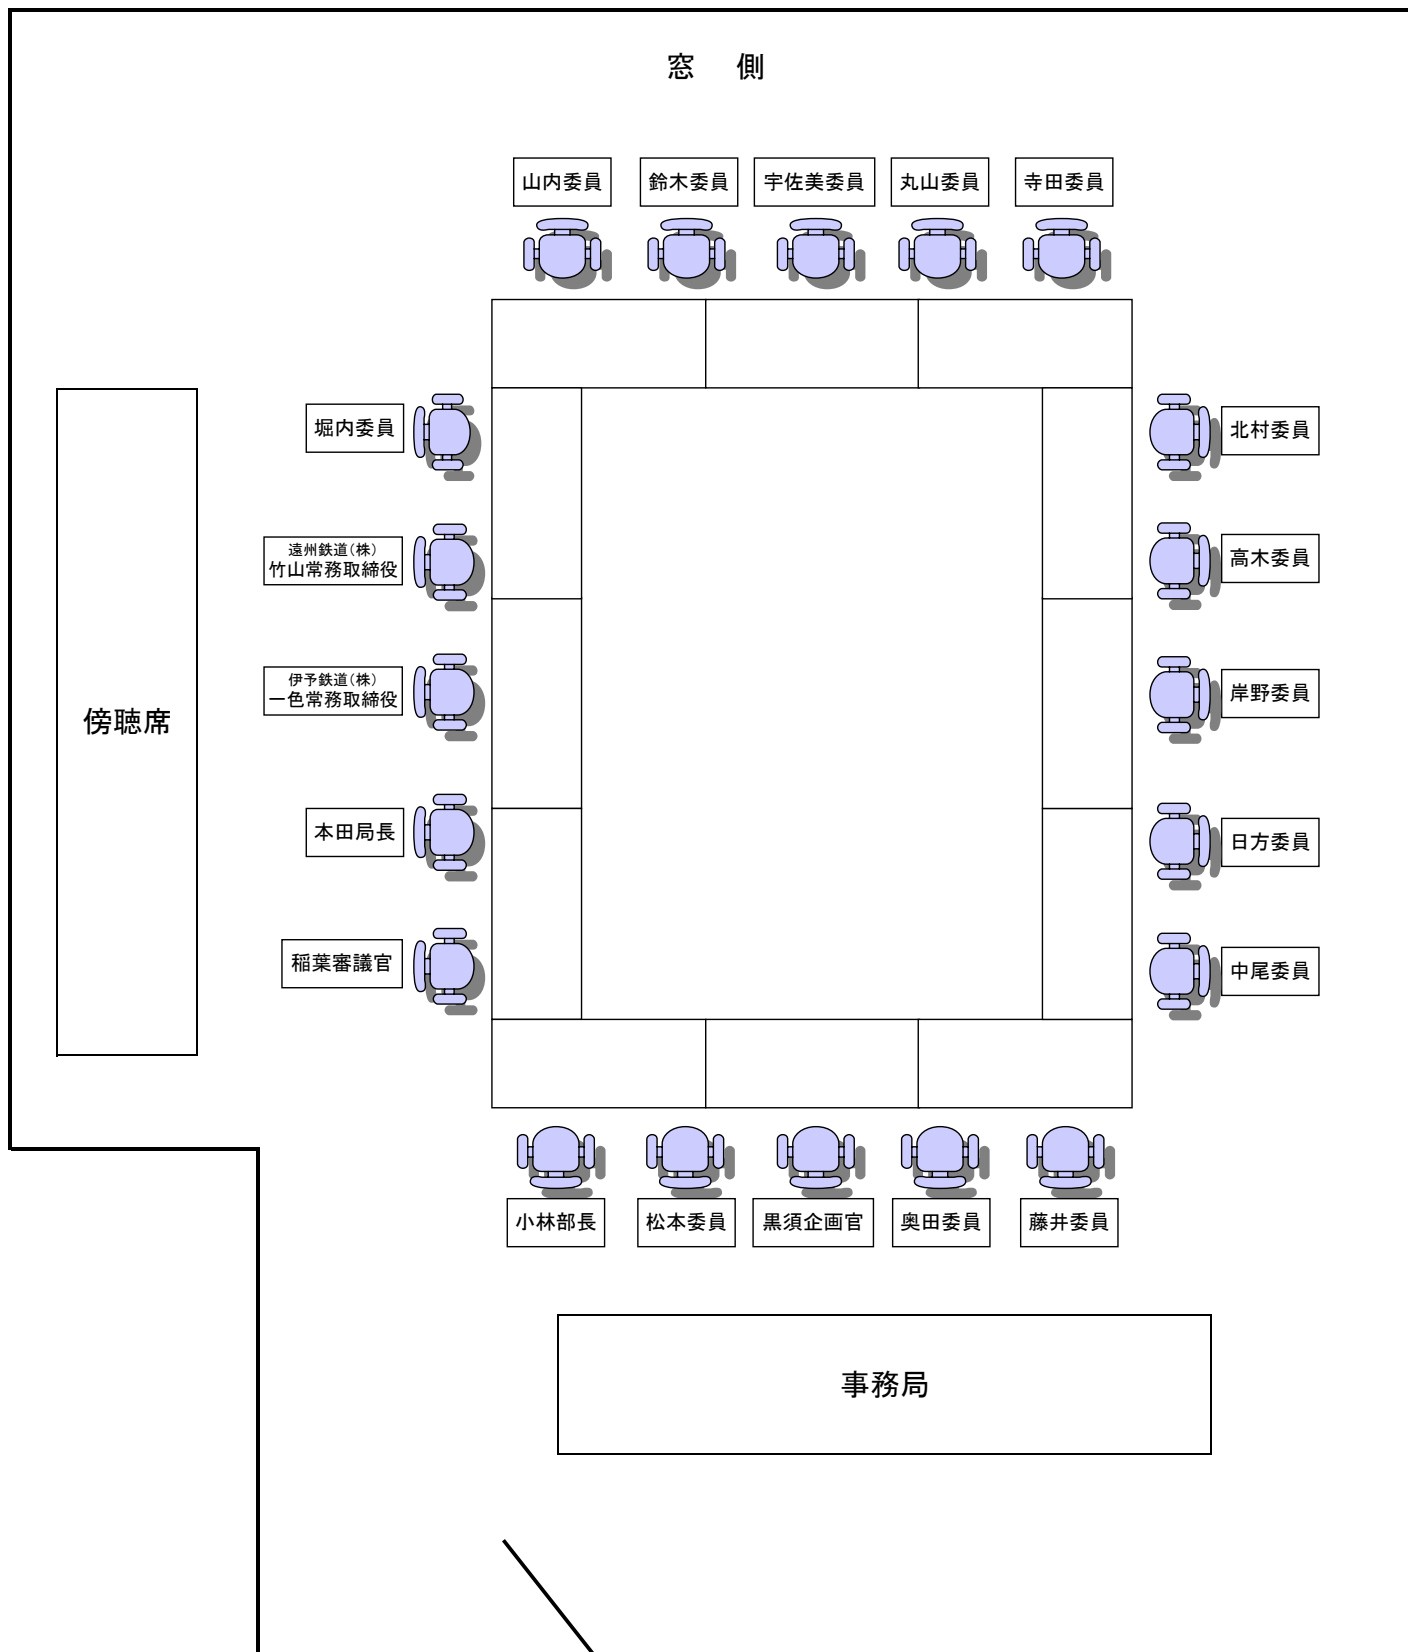 窓 側
山内委員
鈴木委員
宇佐美委員
丸山委員
寺田委員
堀内委員
遠州鉄道(株)
竹山常務取締役
伊予鉄道(株)
一色常務取締役
本田局長
稲葉審議官
傍聴席
北村委員
高木委員
岸野委員
日方委員
中尾委員
小林部長
松本委員
黒須企画官
奥田委員
藤井委員
事務局